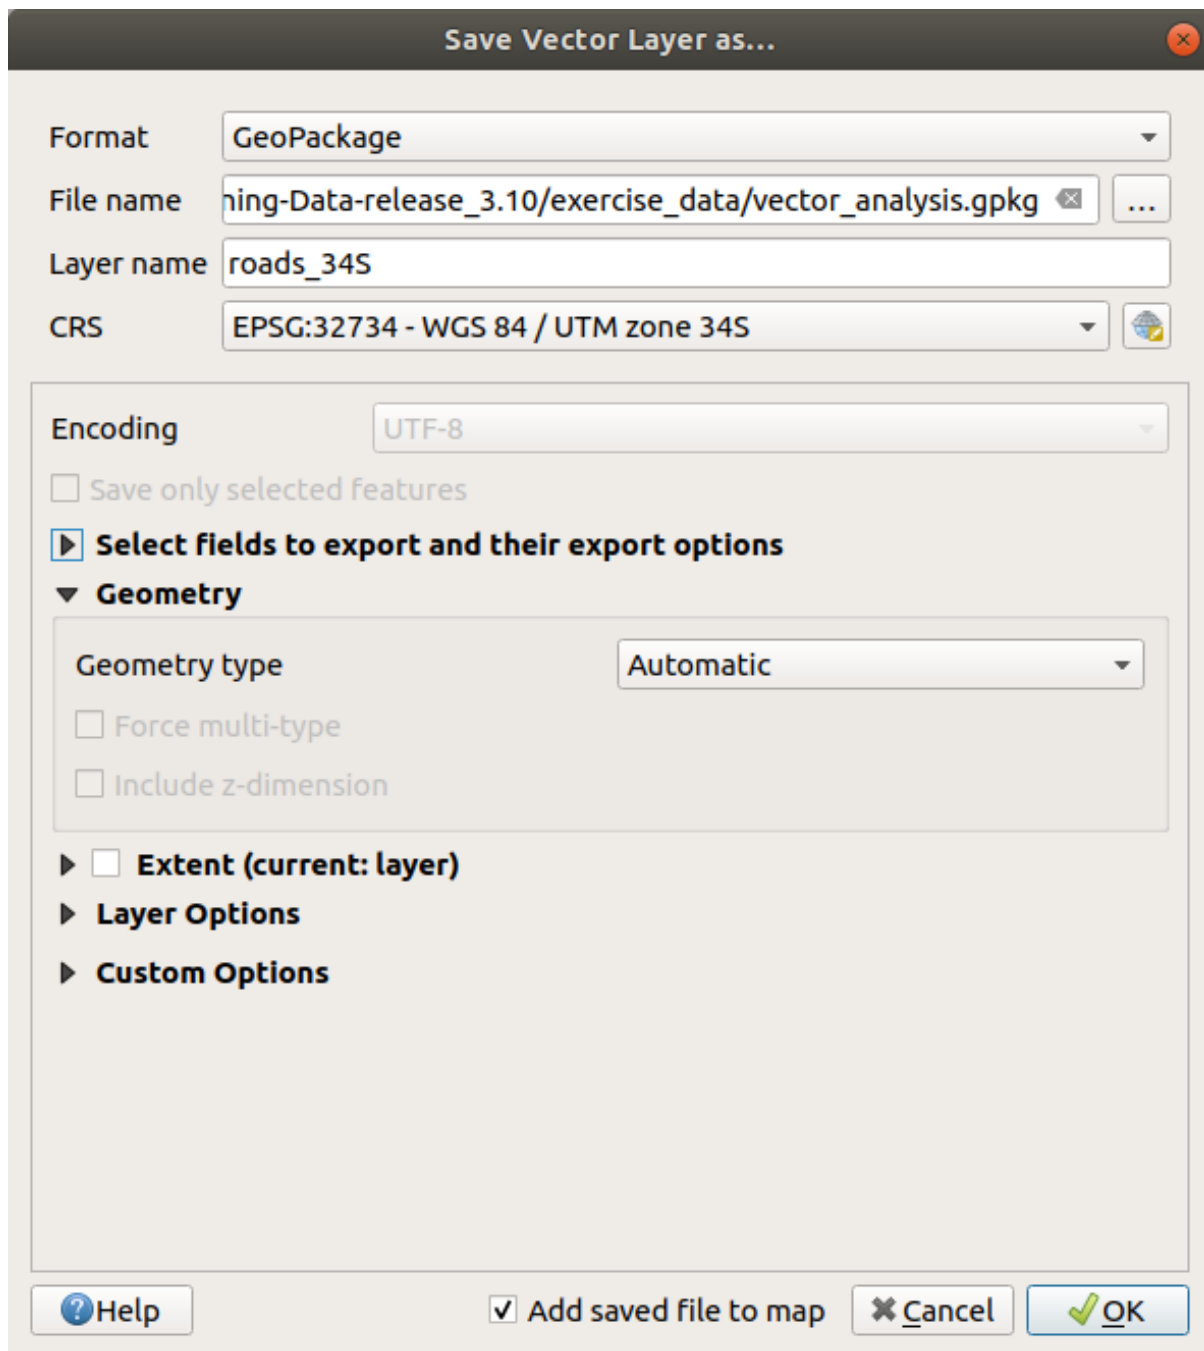 Save Vector Layer as...
Format GeoPackage
File name ning-Data-release_3.10/exercise_data/vector_analysis.gpkg ...
Layer name roads_34S
CRS EPSG:32734 - WGS 84 / UTM zone 34S
Encoding UTF-8
Save only selected features
Select fields to export and their export options
Geometry
Geometry type Automatic
Force multi-type
Include z-dimension
Extent (current: layer)
Layer Options
Custom Options
Help Add saved file to map Cancel OK